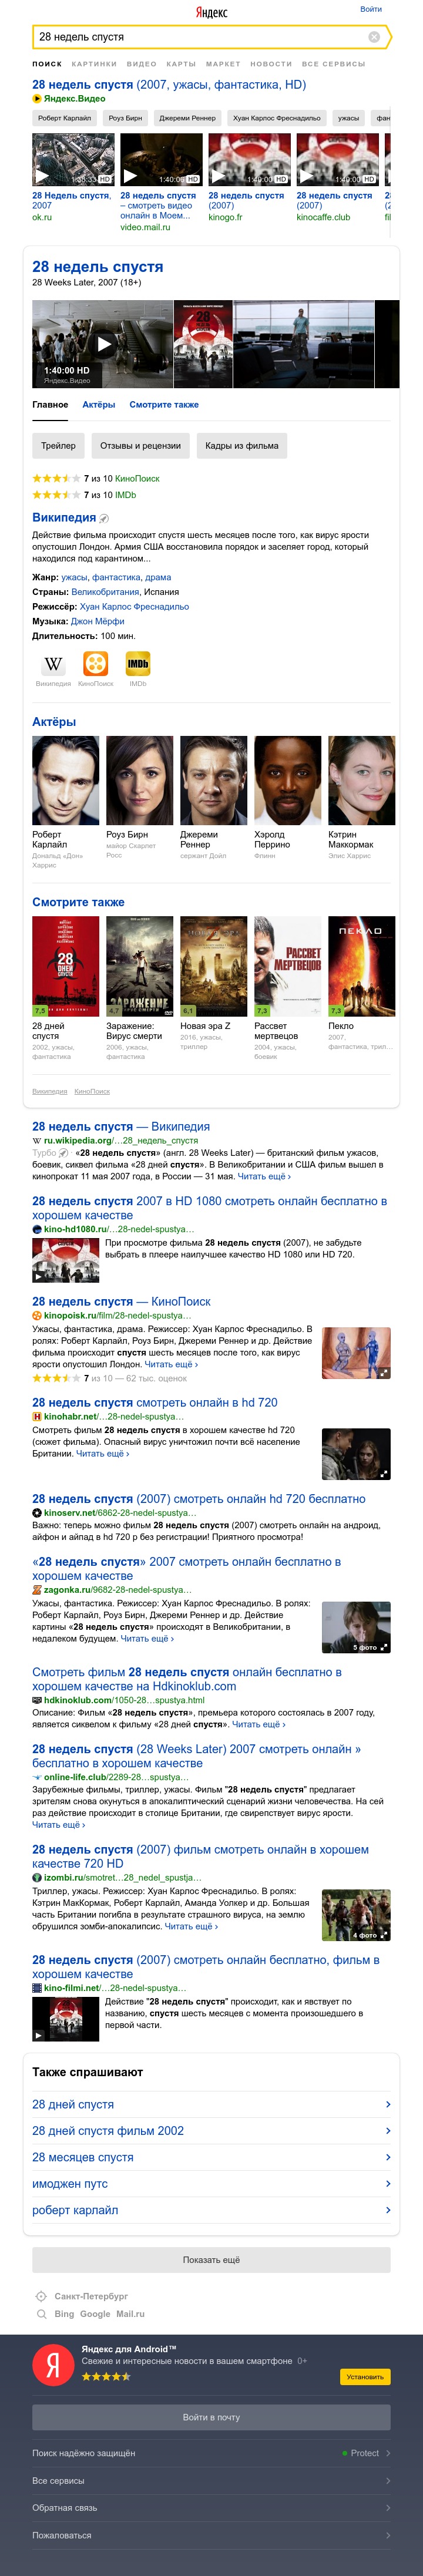 Яндекс
Войти
28 недель спустя
ПОИСК КАРТИНКИ ВИДЕО КАРТЫ МАРКЕТ НОВОСТИ ВСЕ СЕРВИСЫ
28 недель спустя (2007, ужасы, фантастика, HD)
Яндекс.Видео
Роберт Карлайл Роуз Бирн Джереми Реннер Хуан Карлос Фреснадильо ужасы фан
HD 1:40:00 HD 1:40:00 HD 1:40:00 HD
28 Недель спустя, 2007
ok.ru
28 недель спустя – смотреть видео онлайн в Моем...
video.mail.ru
28 недель спустя (2007)
kinogo.fr
28 недель спустя (2007)
kinocaffe.club
28 недель спустя
28 Weeks Later, 2007 (18+)
1:40:00 HD
Яндекс.Видео
Главное Актёры Смотрите также
Трейлер Отзывы и рецензии Кадры из фильма
7 из 10 КиноПоиск
7 из 10 IMDb
Википедия
Действие фильма происходит спустя шесть месяцев после того, как вирус ярости
опустошил Лондон. Армия США восстановила порядок и заселяет город, который
находился под карантином...
Жанр: ужасы, фантастика, драма
Страны: Великобритания, Испания
Режиссёр: Хуан Карлос Фреснадильо
Музыка: Джон Мёрфи
Длительность: 100 мин.
W IMDb
Википедия КиноПоиск IMDb
Актёры
Роберт Карлайл
Дональд «Дон» Харрис
Роуз Бирн
майор Скарлет Росс
Джереми Реннер
сержант Дойл
Хэролд Перрино
Флинн
Кэтрин Маккормак
Элис Харрис
Смотрите также
28 ДНЕЙ СПУСТЯ
ЗАРАЖЕНИЕ
РАССВЕТ МЕРТВЕЦОВ
ПЕКЛО
7,5 4,7 6,1 7,3 7,3
28 дней спустя
2002, ужасы, фантастика
Заражение: Вирус смерти
2006, ужасы, фантастика
Новая эра Z
2016, ужасы, триллер
Рассвет мертвецов
2004, ужасы, боевик
Пекло
2007, фантастика, трил...
Википедия КиноПоиск
28 недель спустя — Википедия
W ru.wikipedia.org/…28_недель_спустя
Турбо · «28 недель спустя» (англ. 28 Weeks Later) — британский фильм ужасов,
боевик, сиквел фильма «28 дней спустя». В Великобритании и США фильм вышел в
кинопрокат 11 мая 2007 года, в России — 31 мая. Читать ещё ›
28 недель спустя 2007 в HD 1080 смотреть онлайн бесплатно в
хорошем качестве
kino-hd1080.ru/…28-nedel-spustya…
При просмотре фильма 28 недель спустя (2007), не забудьте
выбрать в плеере наилучшее качество HD 1080 или HD 720.
28 недель спустя — КиноПоиск
kinopoisk.ru/film/28-nedel-spustya…
Ужасы, фантастика, драма. Режиссер: Хуан Карлос Фреснадильо. В
ролях: Роберт Карлайл, Роуз Бирн, Джереми Реннер и др. Действие
фильма происходит спустя шесть месяцев после того, как вирус
ярости опустошил Лондон. Читать ещё ›
7 из 10 — 62 тыс. оценок
28 недель спустя смотреть онлайн в hd 720
H kinohabr.net/…28-nedel-spustya…
Смотреть фильм 28 недель спустя в хорошем качестве hd 720
(сюжет фильма). Опасный вирус уничтожил почти всё население
Британии. Читать ещё ›
28 недель спустя (2007) смотреть онлайн hd 720 бесплатно
kinoserv.net/6862-28-nedel-spustya…
Важно: теперь можно фильм 28 недель спустя (2007) смотреть онлайн на андроид,
айфон и айпад в hd 720 p без регистрации! Приятного просмотра!
«28 недель спустя» 2007 смотреть онлайн бесплатно в
хорошем качестве
zagonka.ru/9682-28-nedel-spustya…
Ужасы, фантастика. Режиссер: Хуан Карлос Фреснадильо. В ролях:
Роберт Карлайл, Роуз Бирн, Джереми Реннер и др. Действие
картины «28 недель спустя» происходят в Великобритании, в
недалеком будущем. Читать ещё ›
5 фото
Смотреть фильм 28 недель спустя онлайн бесплатно в
хорошем качестве на Hdkinoklub.com
hdkinoklub.com/1050-28…spustya.html
Описание: Фильм «28 недель спустя», премьера которого состоялась в 2007 году,
является сиквелом к фильму «28 дней спустя». Читать ещё ›
28 недель спустя (28 Weeks Later) 2007 смотреть онлайн »
бесплатно в хорошем качестве
online-life.club/2289-28…spustya…
Зарубежные фильмы, триллер, ужасы. Фильм "28 недель спустя" предлагает
зрителям снова окунуться в апокалептический сценарий жизни человечества. На сей
раз действие происходит в столице Британии, где свирепствует вирус ярости.
Читать ещё ›
28 недель спустя (2007) фильм смотреть онлайн в хорошем
качестве 720 HD
izombi.ru/smotret…28_nedel_spustja…
Триллер, ужасы. Режиссер: Хуан Карлос Фреснадильо. В ролях:
Кэтрин МакКормак, Роберт Карлайл, Аманда Уолкер и др. Большая
часть Британии погибла в результате страшного вируса, на землю
обрушился зомби-апокалипсис. Читать ещё ›
4 фото
28 недель спустя (2007) смотреть онлайн бесплатно, фильм в
хорошем качестве
kino-filmi.net/…28-nedel-spustya…
Действие "28 недель спустя" происходит, как и явствует по
названию, спустя шесть месяцев с момента произошедшего в
первой части.
Также спрашивают
28 дней спустя
28 дней спустя фильм 2002
28 месяцев спустя
имоджен путс
роберт карлайл
Показать ещё
Санкт-Петербург
Bing Google Mail.ru
Я
Яндекс для Android™
Свежие и интересные новости в вашем смартфоне 0+
Установить
Войти в почту
Поиск надёжно защищён Protect
Все сервисы
Обратная связь
Пожаловаться